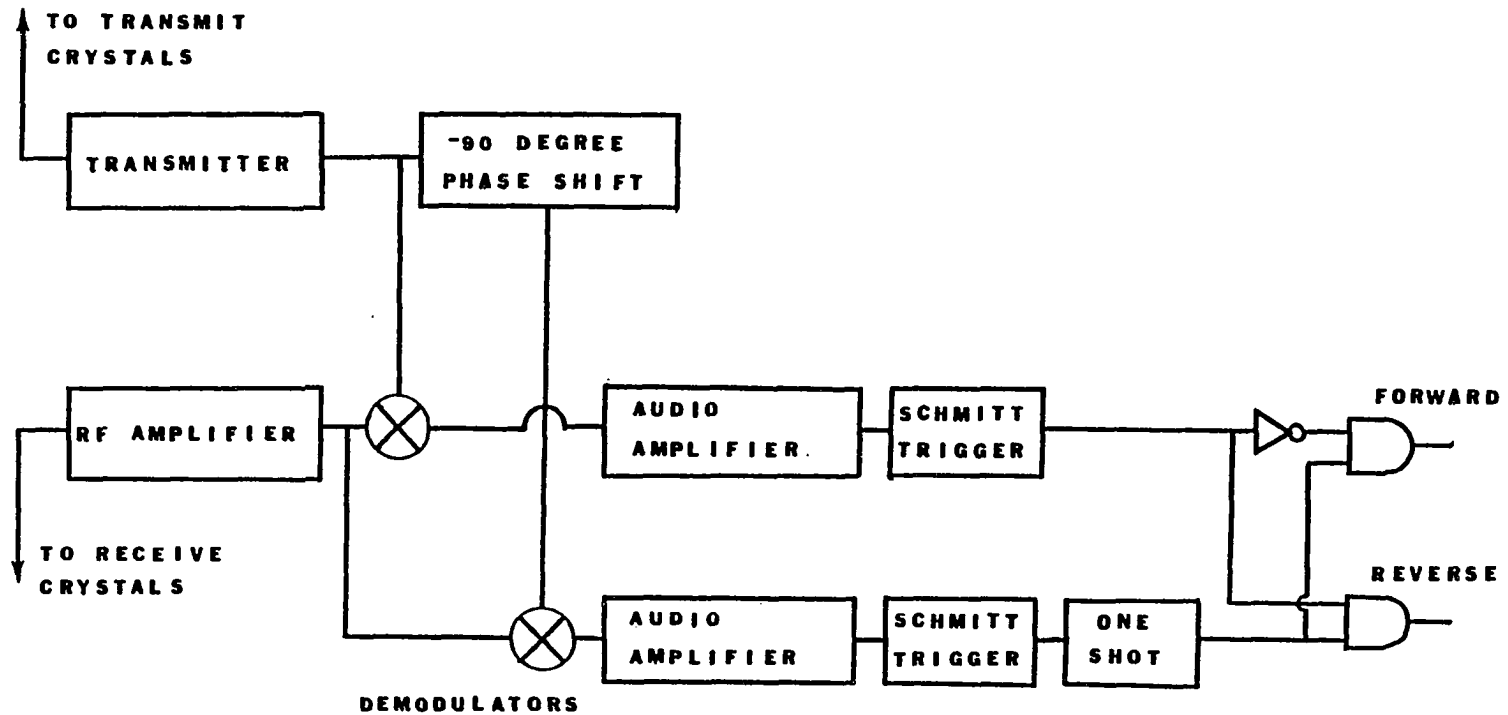 TO TRANSMIT
CRYSTALS
TRANSMITTER
-90 DEGREE
PHASE SHIFT
RF AMPLIFIER
AUDIO
AMPLIFIER.
SCHMITT
TRIGGER
FORWARD
TO RECEIVE
CRYSTALS
REVERSE
AUDIO
AMPLIFIER
SCHMITT
TRIGGER
ONE
SHOT
DEMODULATORS